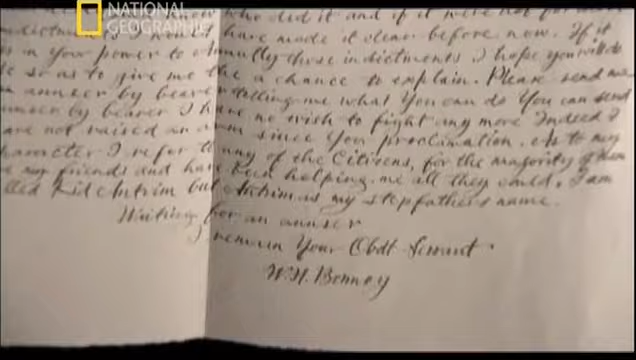 NATIONAL GEOGRAPHIC
who did it and if it were not for
indictments I have made it clear before now. If it
is in Your power to Annully these indictments I hope you will do
so as to give me the a chance to explain. Please send me
an annser by bearer telling me what You can do You can send
annser by bearer I have no wish to fight any more Indeed I
have not raised an arm since Your proclamation. As to my
Character I refer to any of the Citizens, for the majority of them
are my friends and have been helping me all they could. I am
called Kid Antrim but Antrim is my stepfathers name.
Waiting for an annser
I remain Your Obdt Servant
W.H. Bonney